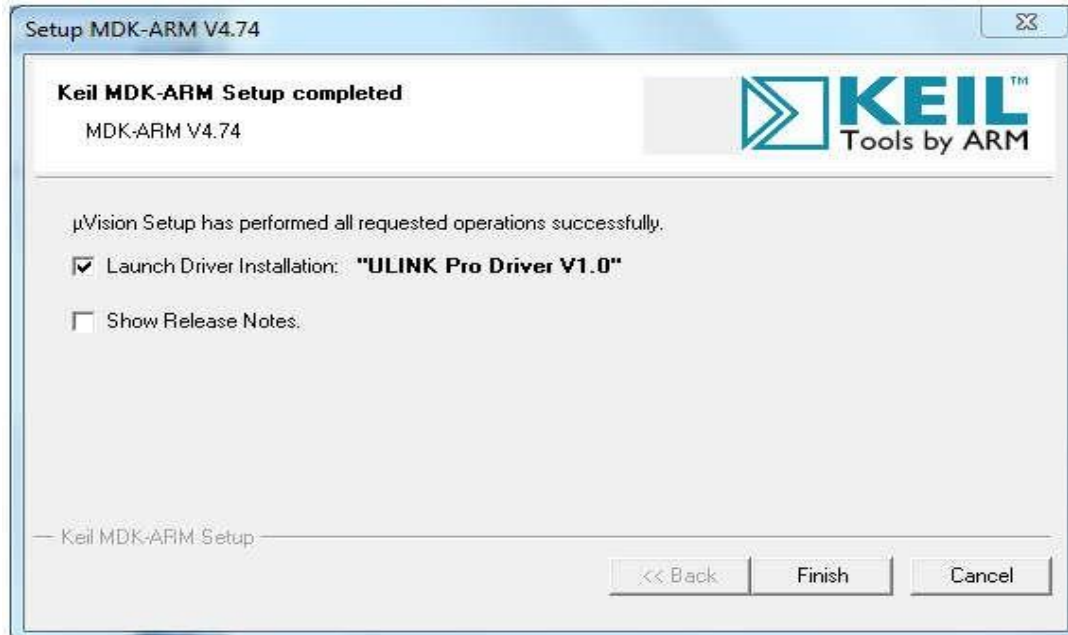 Setup MDK-ARM V4.74
Keil MDK-ARM Setup completed
MDK-ARM V4.74
KEIL™
Tools by ARM
µVision Setup has performed all requested operations successfully.
Launch Driver Installation: "ULINK Pro Driver V1.0"
Show Release Notes.
Keil MDK-ARM Setup
<< Back Finish Cancel